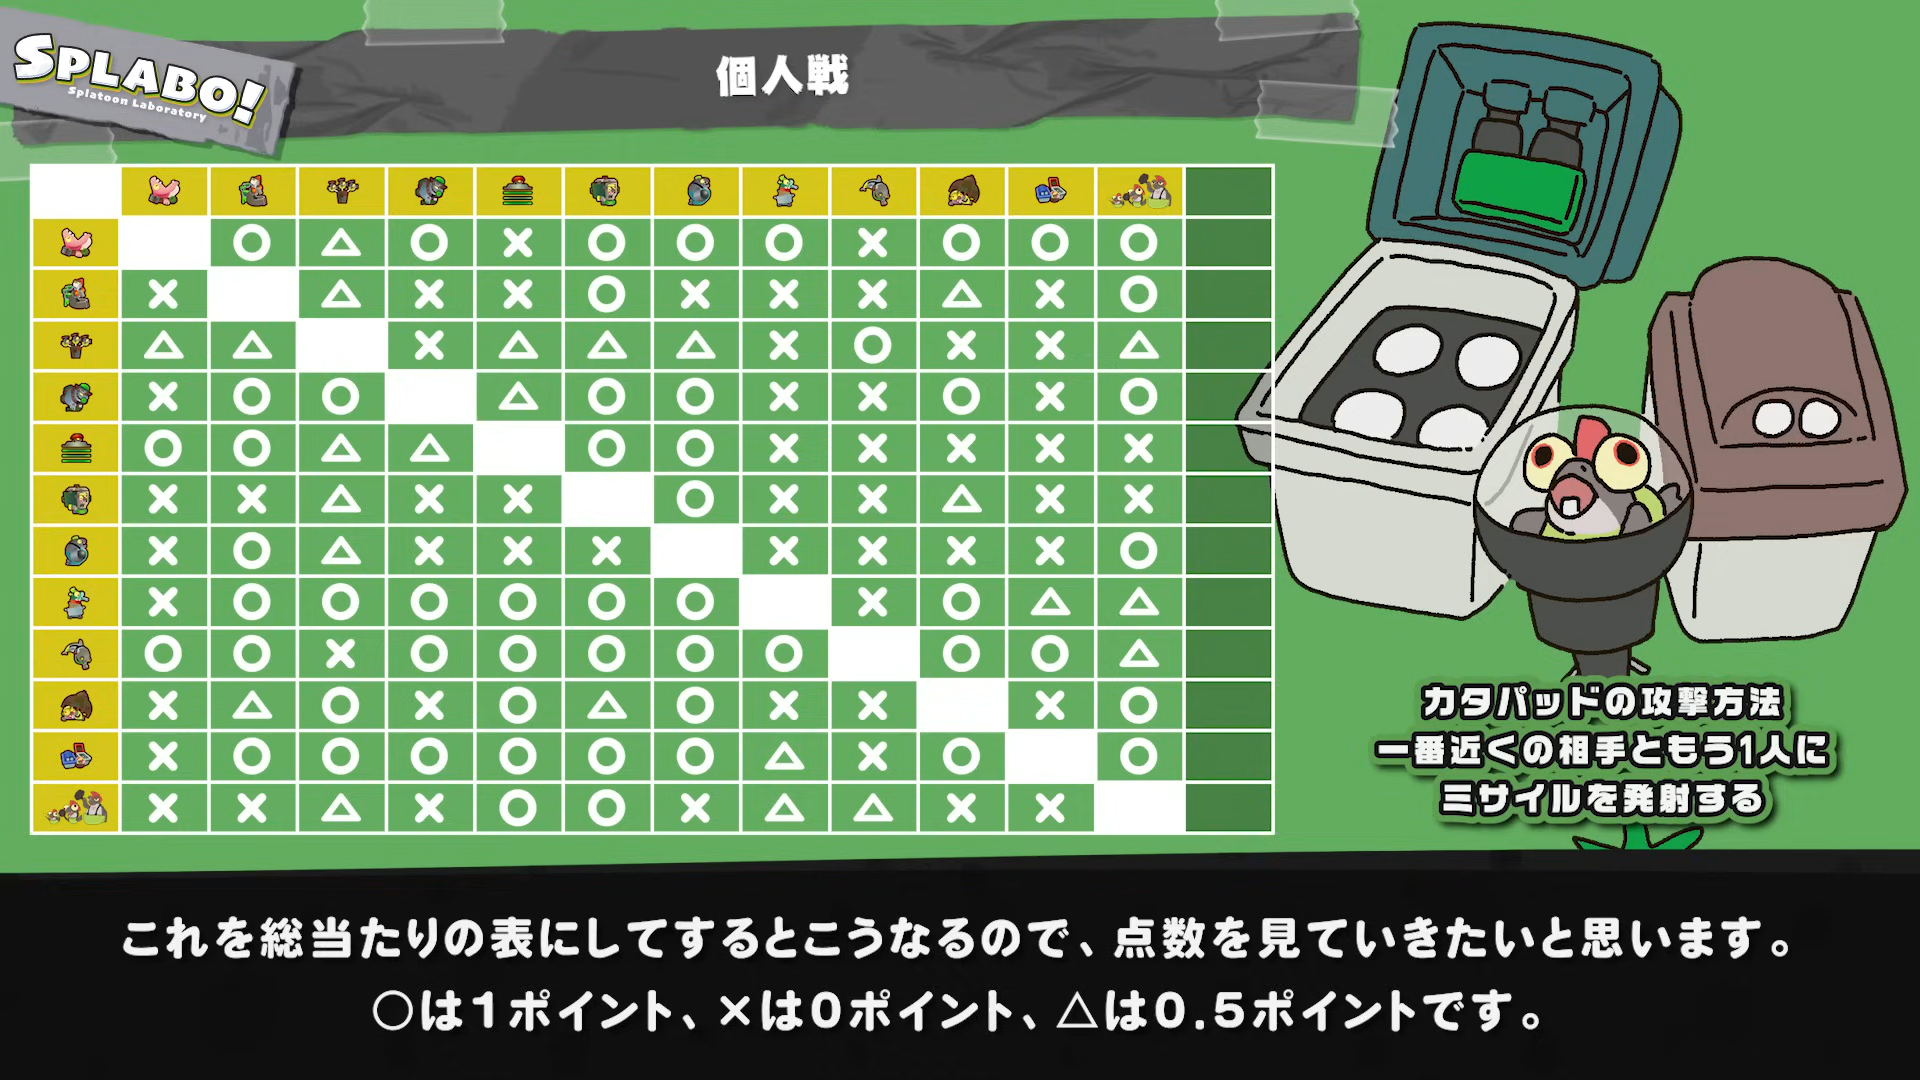 SPLABO!
Splatoon Laboratory
個人戦
○ △ ○ × ○ ○ ○ × ○ ○ ○
× △ × × ○ × × × △ × ○
△ △ × △ △ △ × ○ × × △
× ○ ○ △ ○ ○ × × ○ × ○
○ ○ △ △ ○ ○ × × × × ×
× × △ × × ○ × × △ × ×
× ○ △ × × × × × × × ○
× ○ ○ ○ ○ ○ ○ × ○ △ △
○ ○ × ○ ○ ○ ○ ○ ○ ○ △
× △ ○ × ○ △ ○ × × × ○
× ○ ○ ○ ○ ○ ○ △ × ○ ○
× × △ × ○ ○ × △ △ × ×
カタパッドの攻撃方法
一番近くの相手ともう1人に
ミサイルを発射する
これを総当たりの表にしてするとこうなるので、点数を見ていきたいと思います。
○は1ポイント、×は0ポイント、△は0.5ポイントです。